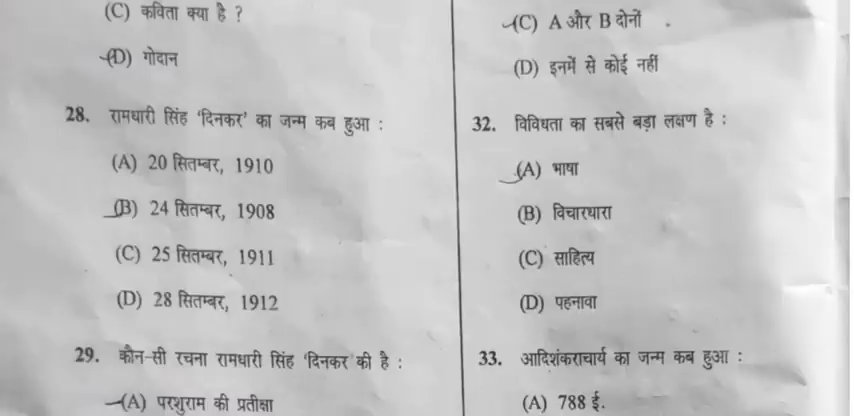 (C) कविता क्या है ?
(D) गोदान
28. रामधारी सिंह 'दिनकर' का जन्म कब हुआ :
(A) 20 सितम्बर, 1910
(B) 24 सितम्बर, 1908
(C) 25 सितम्बर, 1911
(D) 28 सितम्बर, 1912
29. कौन-सी रचना रामधारी सिंह 'दिनकर' की है :
(A) परशुराम की प्रतीक्षा
(C) A और B दोनों
(D) इनमें से कोई नहीं
32. विविधता का सबसे बड़ा लक्षण है :
(A) भाषा
(B) विचारधारा
(C) साहित्य
(D) पहनावा
33. आदिशंकराचार्य का जन्म कब हुआ :
(A) 788 ई.